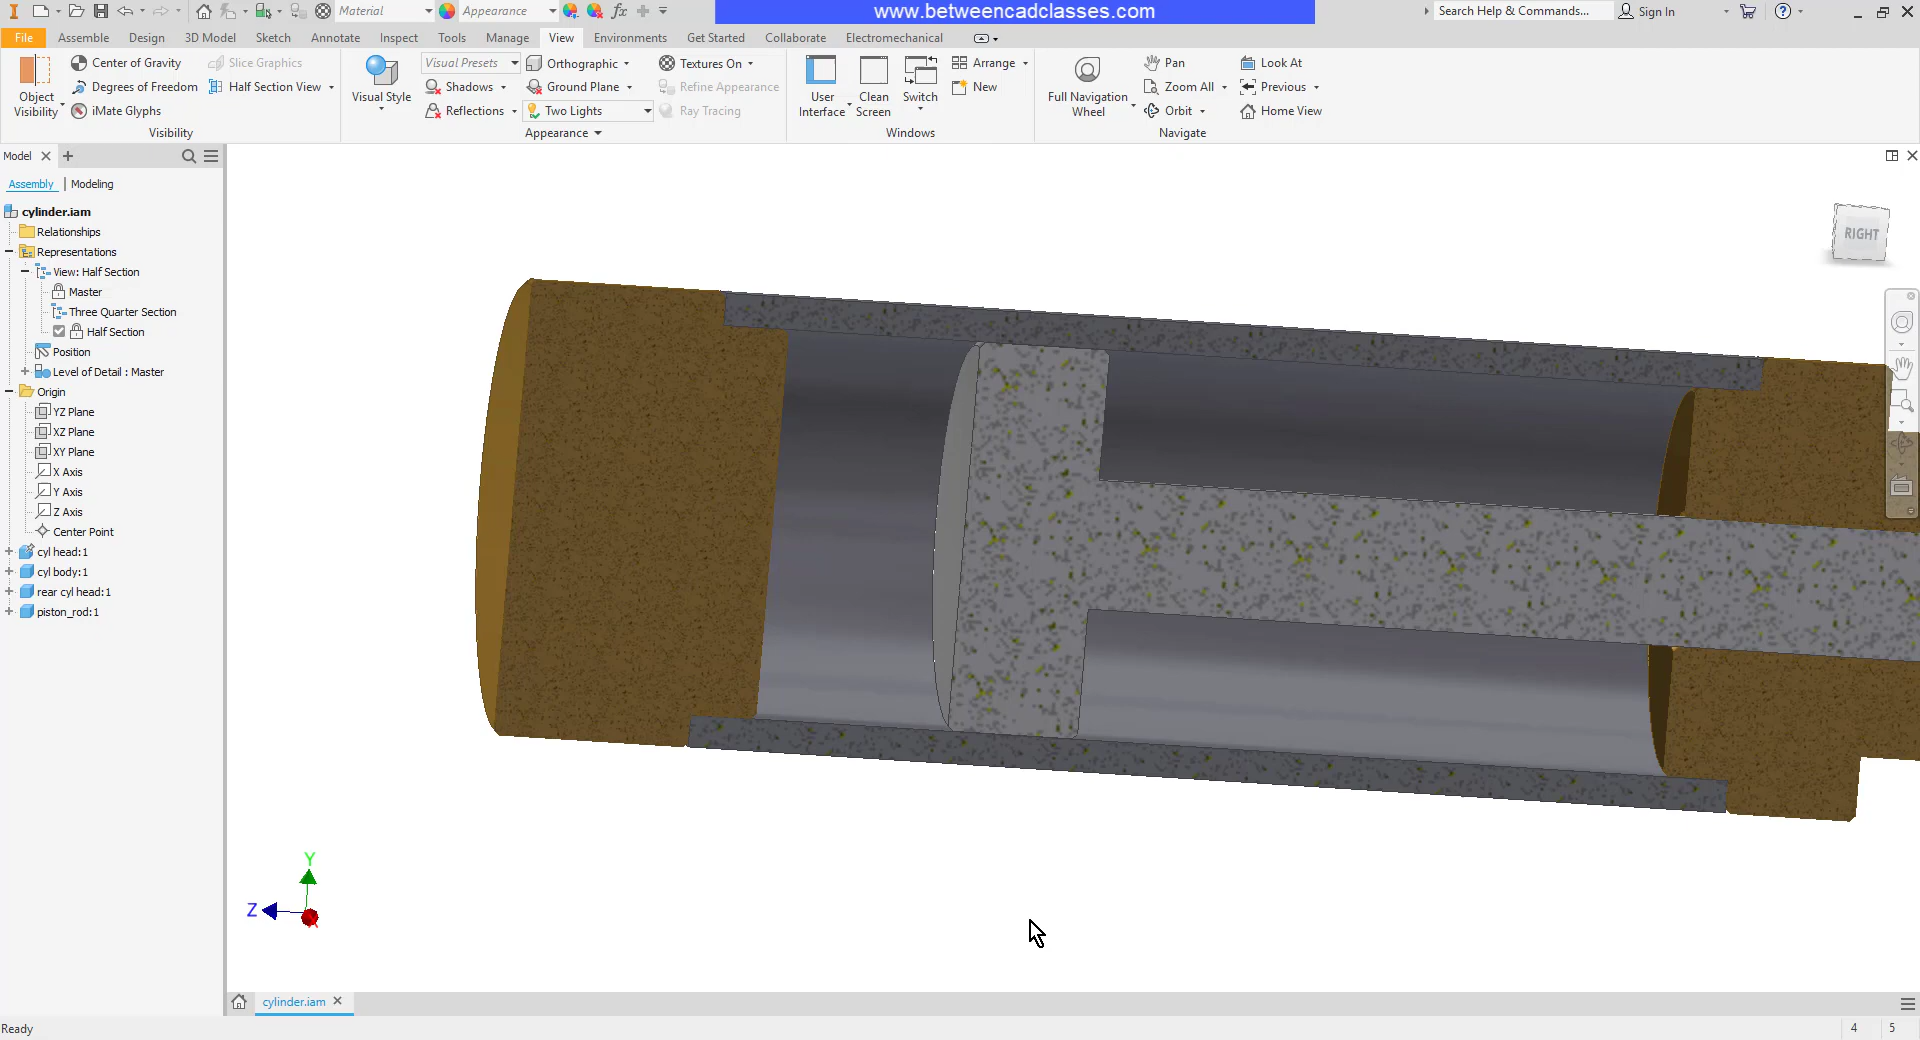 Material
Appearance
fx
www.betweencadclasses.com
Search Help & Commands...
Sign In
File
Assemble
Design
3D Model
Sketch
Annotate
Inspect
Tools
Manage
View
Environments
Get Started
Collaborate
Electromechanical
Object Visibility
Center of Gravity
Degrees of Freedom
iMate Glyphs
Slice Graphics
Half Section View
Visibility
Visual Style
Visual Presets
Shadows
Reflections
Orthographic
Ground Plane
Two Lights
Textures On
Refine Appearance
Ray Tracing
Appearance
User Interface
Clean Screen
Switch
Arrange
New
Windows
Full Navigation Wheel
Pan
Zoom All
Orbit
Look At
Previous
Home View
Navigate
Model
Assembly
Modeling
cylinder.iam
Relationships
Representations
View: Half Section
Master
Three Quarter Section
Half Section
Position
Level of Detail : Master
Origin
YZ Plane
XZ Plane
XY Plane
X Axis
Y Axis
Z Axis
Center Point
cyl head:1
cyl body:1
rear cyl head:1
piston_rod:1
RIGHT
Y
Z
cylinder.iam
Ready
4
5